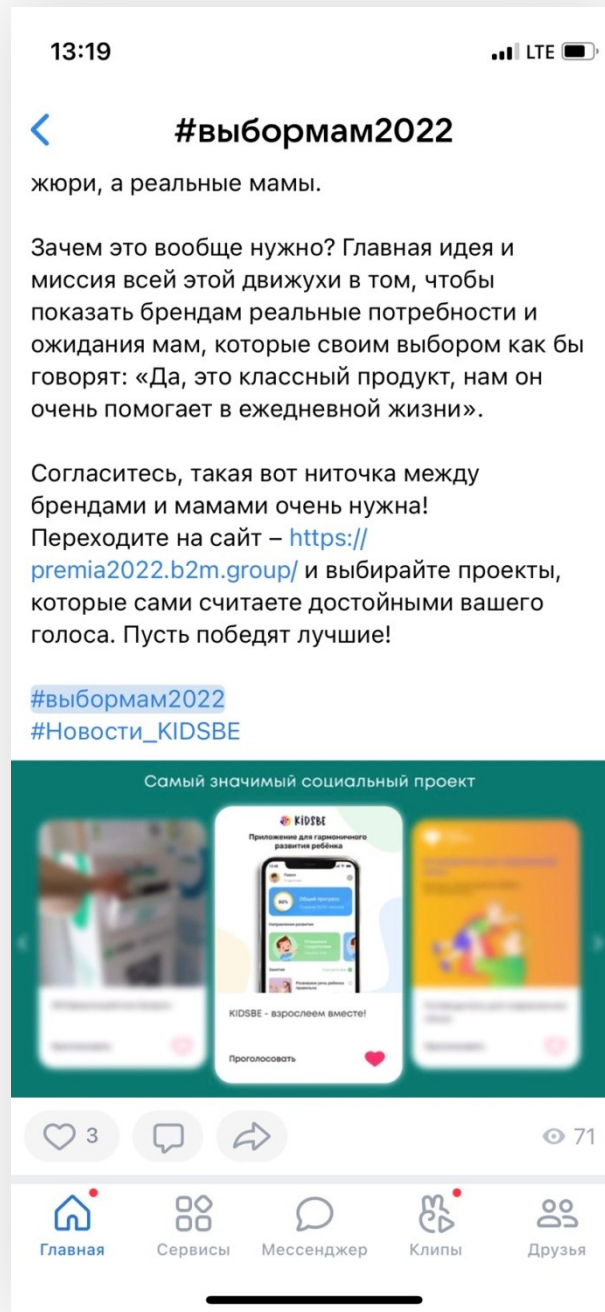 13:19
LTE
#выбормам2022
жюри, а реальные мамы.
Зачем это вообще нужно? Главная идея и
миссия всей этой движухи в том, чтобы
показать брендам реальные потребности и
ожидания мам, которые своим выбором как бы
говорят: «Да, это классный продукт, нам он
очень помогает в ежедневной жизни».
Согласитесь, такая вот ниточка между
брендами и мамами очень нужна!
Переходите на сайт – https://
premia2022.b2m.group/ и выбирайте проекты,
которые сами считаете достойными вашего
голоса. Пусть победят лучшие!
#выбормам2022
#Новости_KIDSBE
Самый значимый социальный проект
KiDSBE
Приложение для гармоничного
развития ребёнка
Общий прогресс
KIDSBE - взрослеем вместе!
Проголосовать
3
71
Главная
Сервисы
Мессенджер
Клипы
Друзья